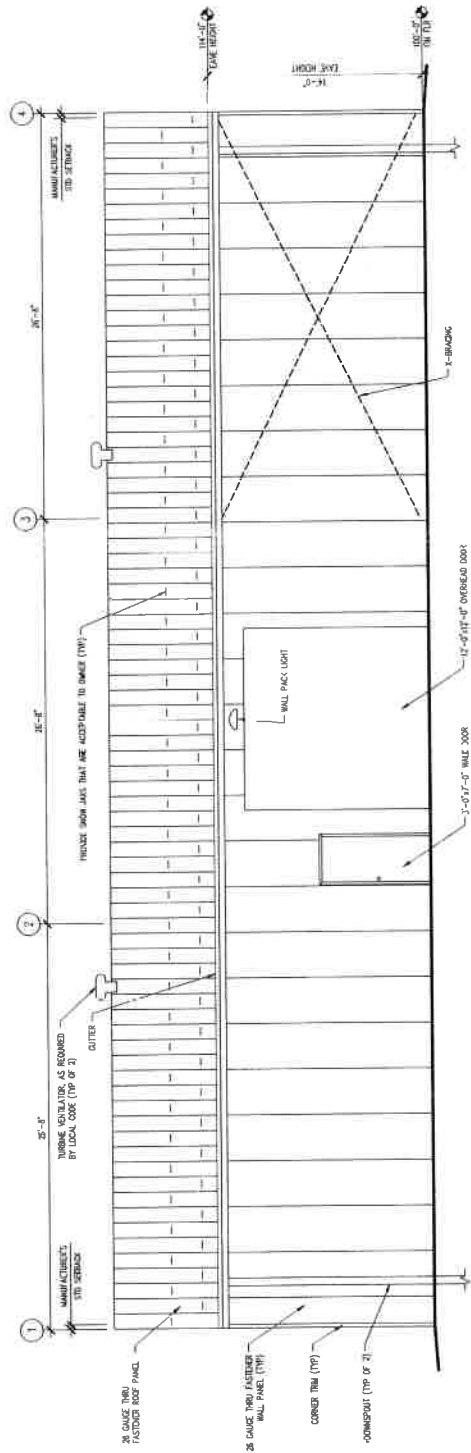 1
2
3
4
MANUFACTURER'S
STD SETBACK
26'-8"
26'-8"
MANUFACTURER'S
STD SETBACK
TURBINE VENTILATOR, AS REQUIRED
BY LOCAL CODE (TYP OF 2)
GUTTER
PROVIDE SNOW JAXS THAT ARE ACCEPTABLE TO OWNER (TYP)
114'-0"
EAVE HEIGHT
14'-0"
EAVE HEIGHT
100'-0"
FIN FLR
26 GAUGE THRU
FASTENER ROOF PANEL
26 GAUGE THRU FASTENER
WALL PANEL (TYP)
CORNER TRIM (TYP)
DOWNSPOUT (TYP OF 2)
WALL PACK LIGHT
3'-0"x7'-0" WALK DOOR
12'-0"x12'-0" OVERHEAD DOOR
X-BRACING